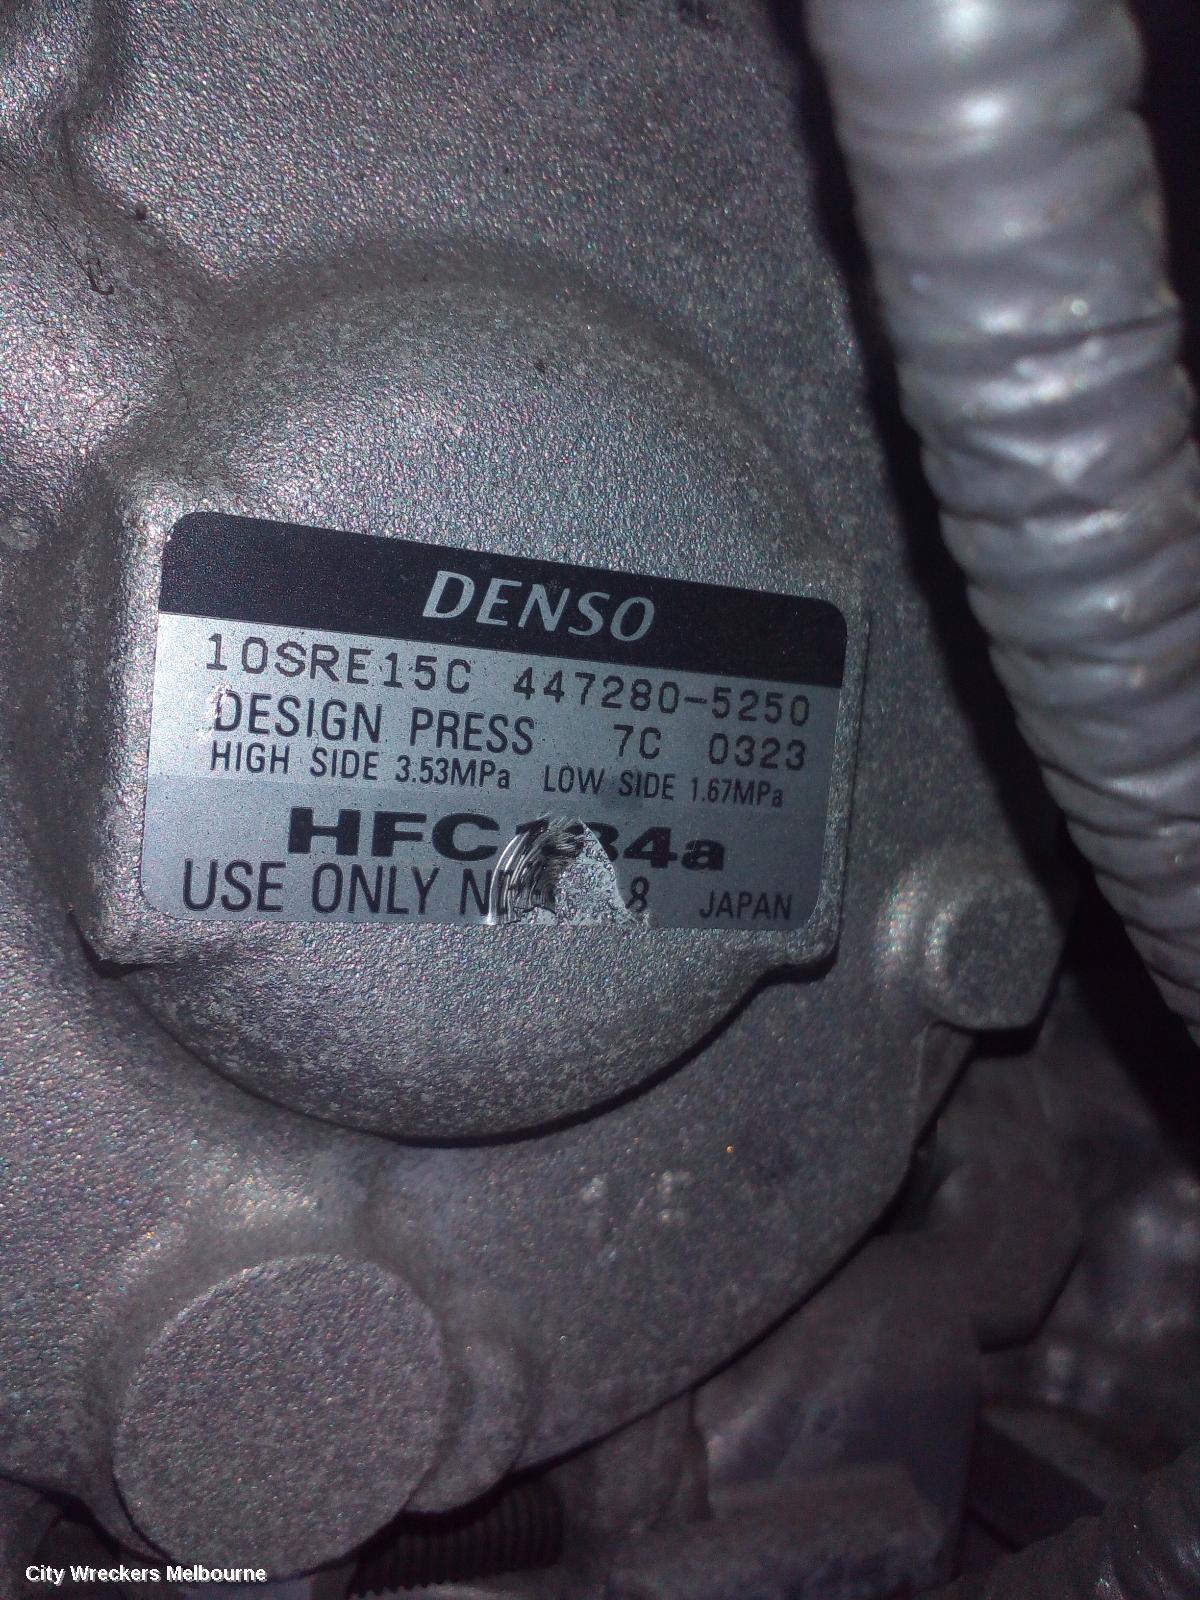 DENSO
10SRE15C 447280-5250
DESIGN PRESS 7C 0323
HIGH SIDE 3.53MPa LOW SIDE 1.67MPa
USE ONLY 8 JAPAN
City Wreckers Melbourne